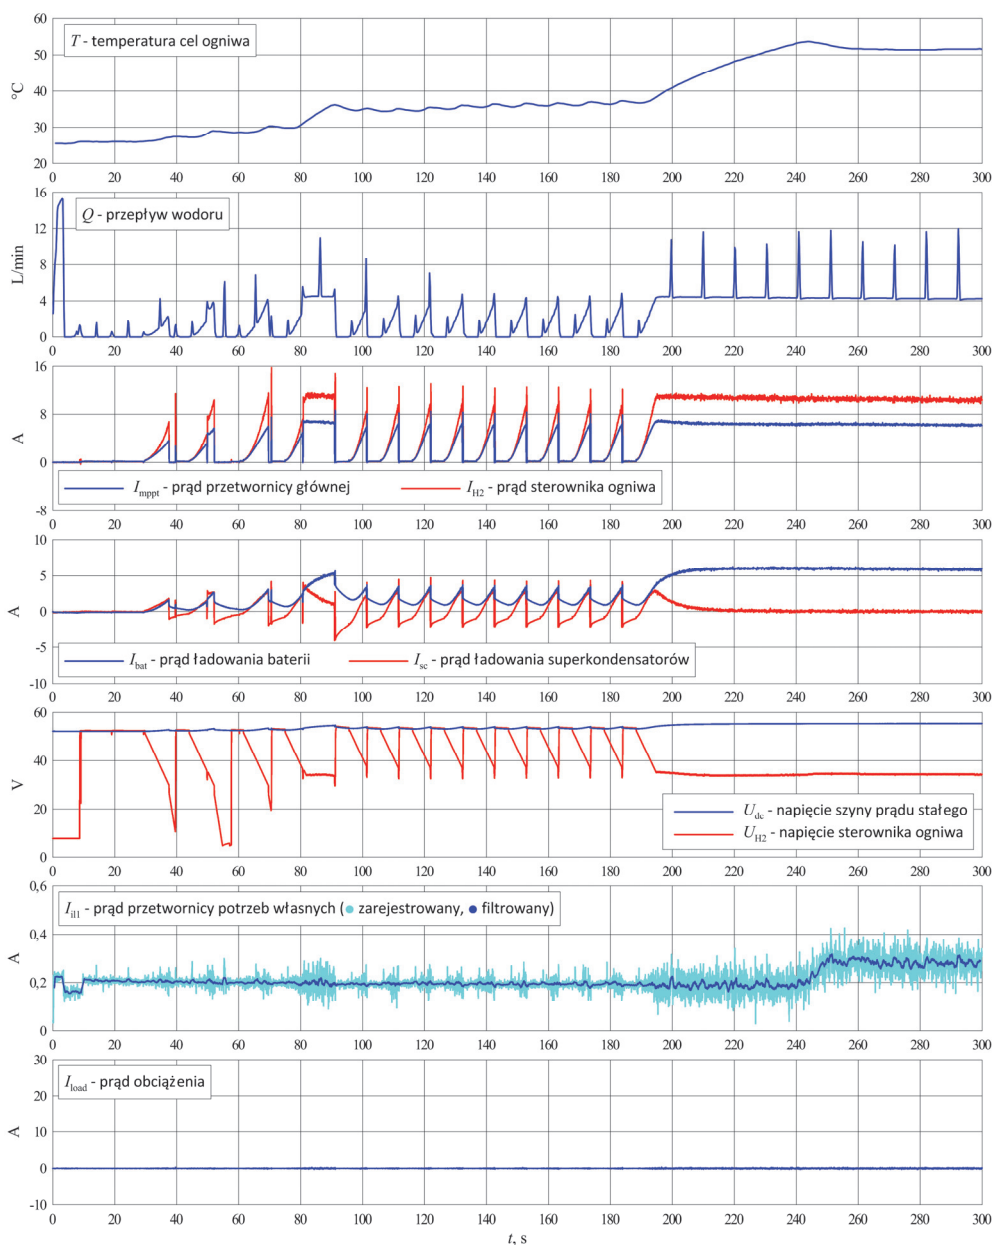 60
50
40
30
20
°C
T - temperatura cel ogniwa
0 20 40 60 80 100 120 140 160 180 200 220 240 260 280 300
16
12
8
4
0
L/min
Q - przepływ wodoru
0 20 40 60 80 100 120 140 160 180 200 220 240 260 280 300
16
8
0
-8
A
Imppt - prąd przetwornicy głównej IH2 - prąd sterownika ogniwa
0 20 40 60 80 100 120 140 160 180 200 220 240 260 280 300
10
5
0
-5
-10
A
Ibat - prąd ładowania baterii Isc - prąd ładowania superkondensatorów
0 20 40 60 80 100 120 140 160 180 200 220 240 260 280 300
60
40
20
0
V
Udc - napięcie szyny prądu stałego
UH2 - napięcie sterownika ogniwa
0 20 40 60 80 100 120 140 160 180 200 220 240 260 280 300
0,6
0,4
0,2
0
A
Iil1 - prąd przetwornicy potrzeb własnych (● zarejestrowany, ● filtrowany)
0 20 40 60 80 100 120 140 160 180 200 220 240 260 280 300
30
20
10
0
-10
A
Iload - prąd obciążenia
0 20 40 60 80 100 120 140 160 180 200 220 240 260 280 300
t, s